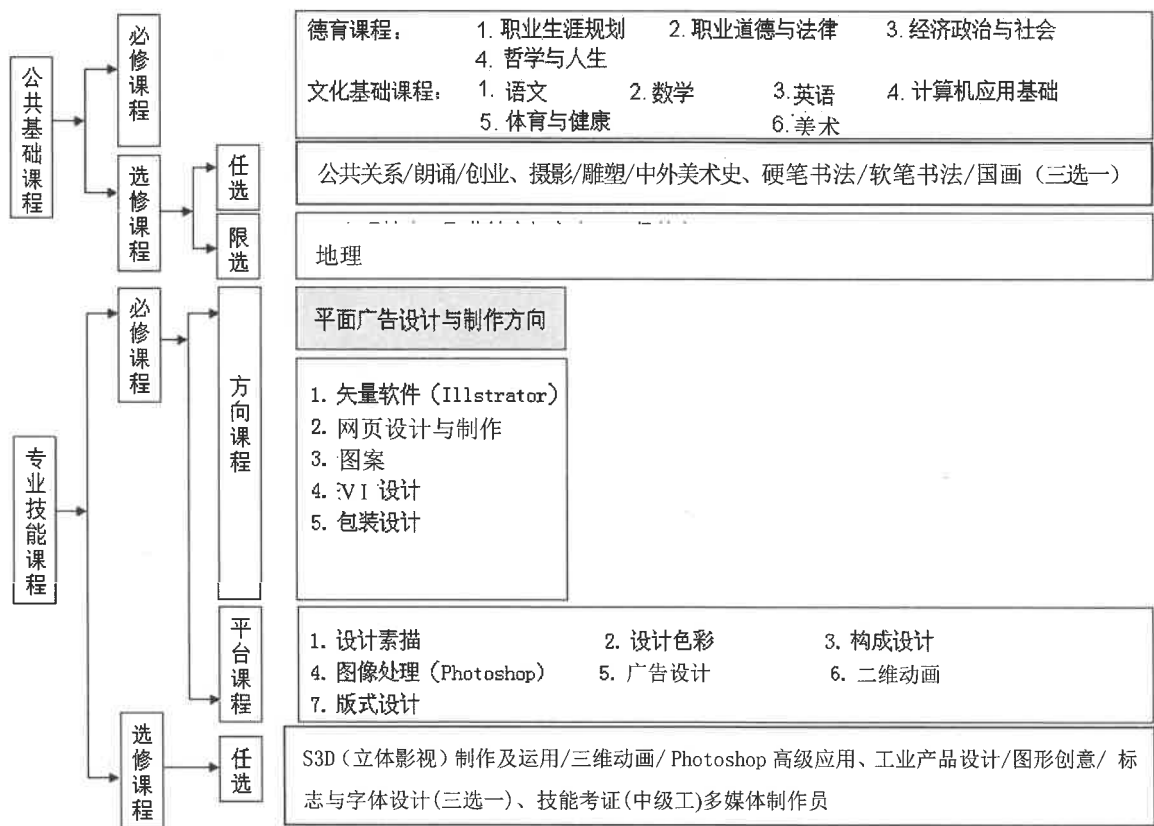 公共基础课程
必修课程
德育课程： 1. 职业生涯规划 2. 职业道德与法律 3. 经济政治与社会
4. 哲学与人生
文化基础课程： 1. 语文 2. 数学 3. 英语 4. 计算机应用基础
5. 体育与健康 6. 美术
选修课程
任选
公共关系/朗诵/创业、摄影/雕塑/中外美术史、硬笔书法/软笔书法/国画（三选一）
限选
地理
专业技能课程
必修课程
方向课程
平面广告设计与制作方向
1. 矢量软件（Illstrator）
2. 网页设计与制作
3. 图案
4. VI 设计
5. 包装设计
平台课程
1. 设计素描 2. 设计色彩 3. 构成设计
4. 图像处理（Photoshop） 5. 广告设计 6. 二维动画
7. 版式设计
选修课程
任选
S3D（立体影视）制作及运用/三维动画/ Photoshop 高级应用、工业产品设计/图形创意/ 标
志与字体设计(三选一)、技能考证(中级工)多媒体制作员